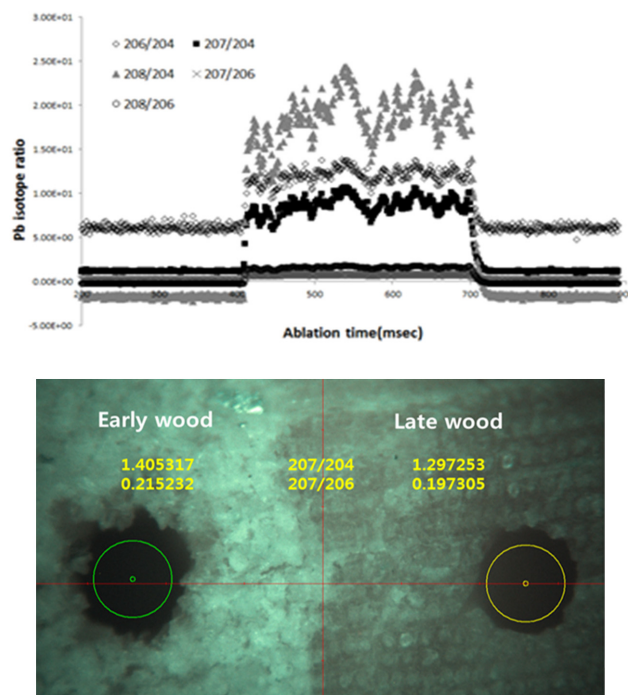 3.00E+01
2.50E+01
2.00E+01
1.50E+01
1.00E+01
5.00E+00
0.00E+00
-5.00E+00
Pb isotope ratio
206/204 207/204
208/204 207/206
208/206
400 500 600 700 800
Ablation time(msec)
Early wood Late wood
1.405317 207/204 1.297253
0.215232 207/206 0.197305